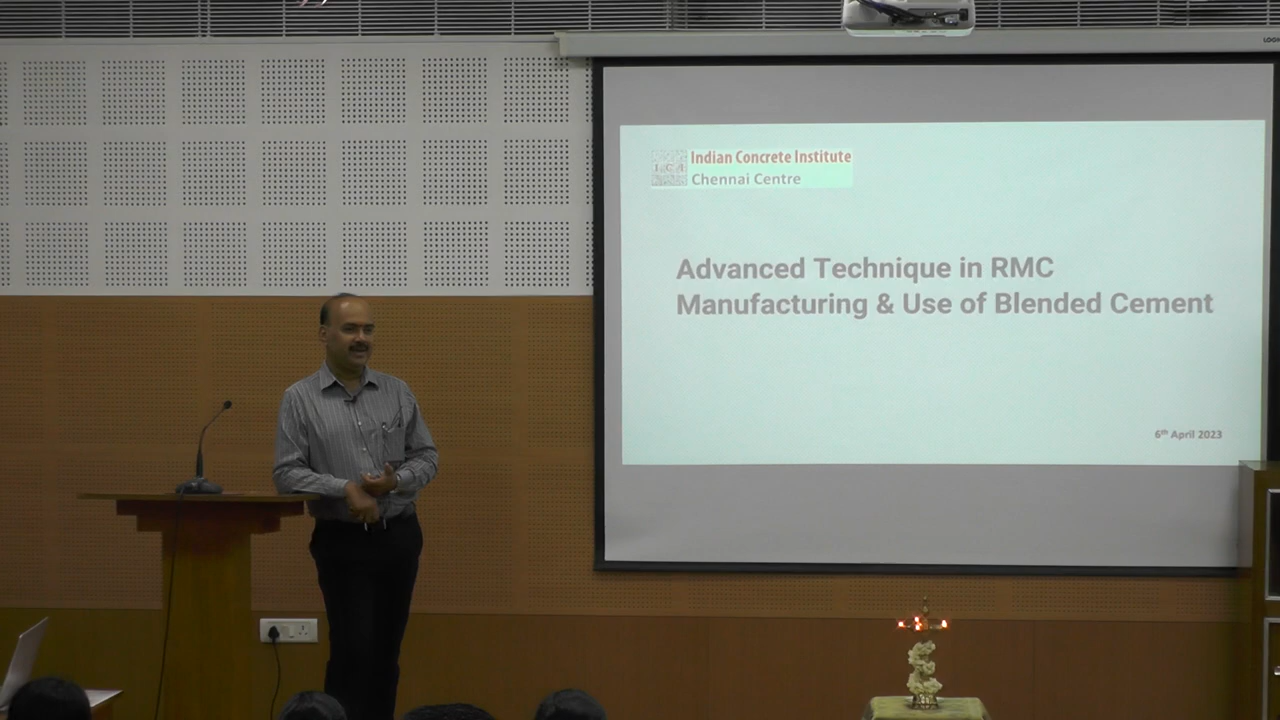 Indian Concrete Institute
Chennai Centre
Advanced Technique in RMC
Manufacturing & Use of Blended Cement
6th April 2023